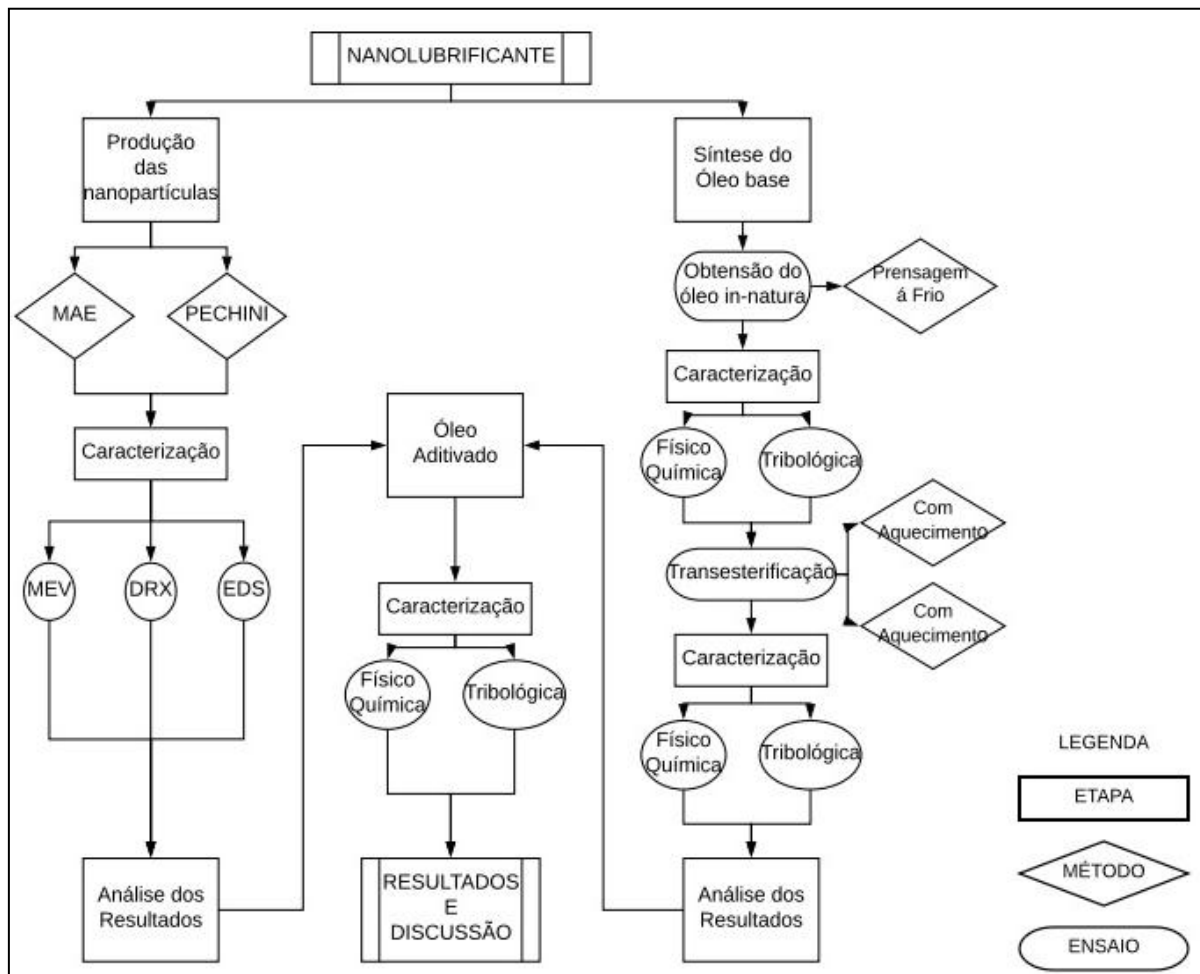 NANOLUBRIFICANTE
Produção
das
nanopartículas
MAE
PECHINI
Caracterização
MEV
DRX
EDS
Análise dos
Resultados
Óleo
Aditivado
Caracterização
Físico
Química
Tribológica
RESULTADOS
E
DISCUSSÃO
Síntese do
Óleo base
Obtensão do
óleo in-natura
Prensagem
á Frio
Caracterização
Físico
Química
Tribológica
Transesterificação
Com
Aquecimento
Com
Aquecimento
Caracterização
Físico
Química
Tribológica
Análise dos
Resultados
LEGENDA
ETAPA
MÉTODO
ENSAIO